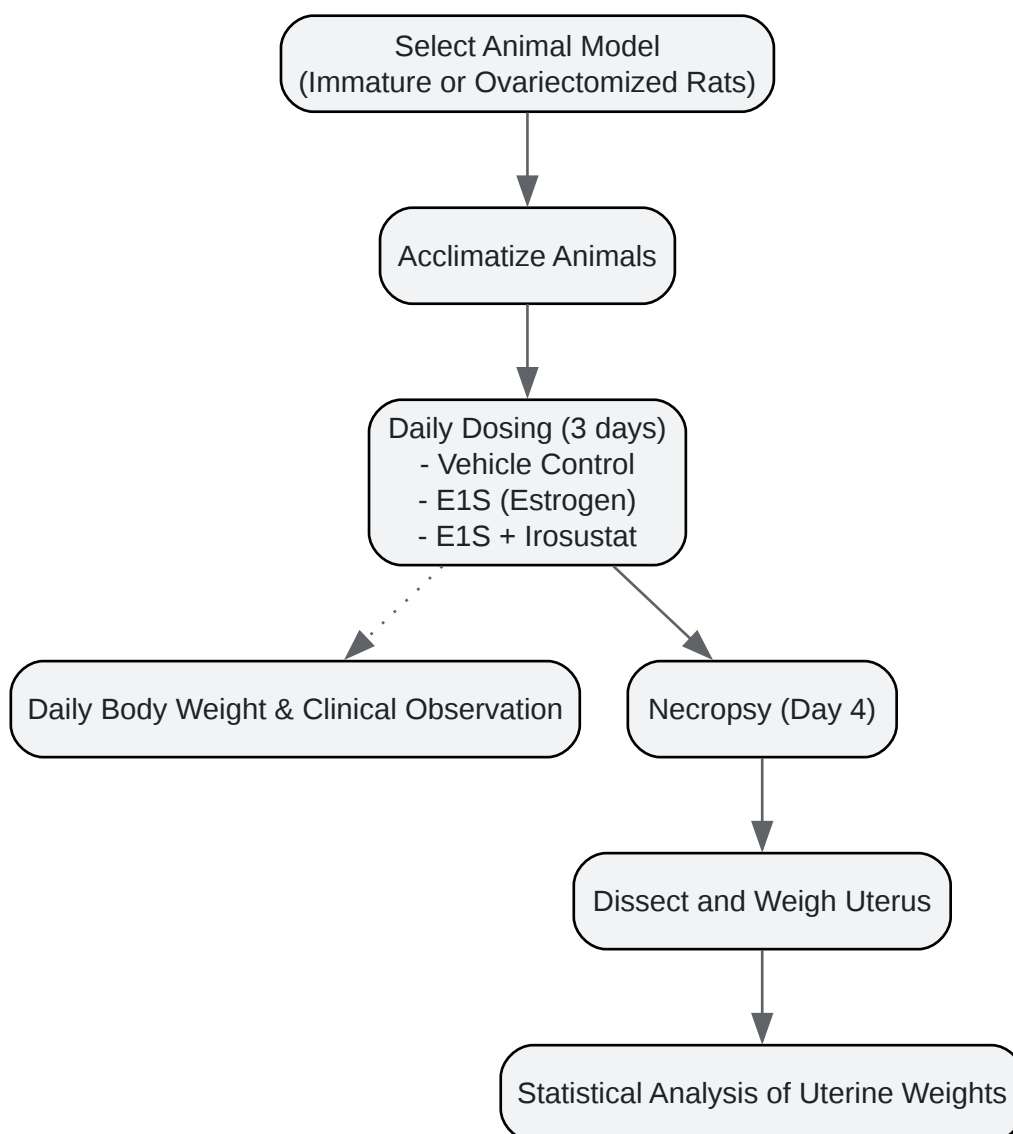 Select Animal Model
(Immature or Ovariectomized Rats)
Acclimatize Animals
Daily Dosing (3 days)
- Vehicle Control
- E1S (Estrogen)
- E1S + Irosustat
Daily Body Weight & Clinical Observation
Necropsy (Day 4)
Dissect and Weigh Uterus
Statistical Analysis of Uterine Weights